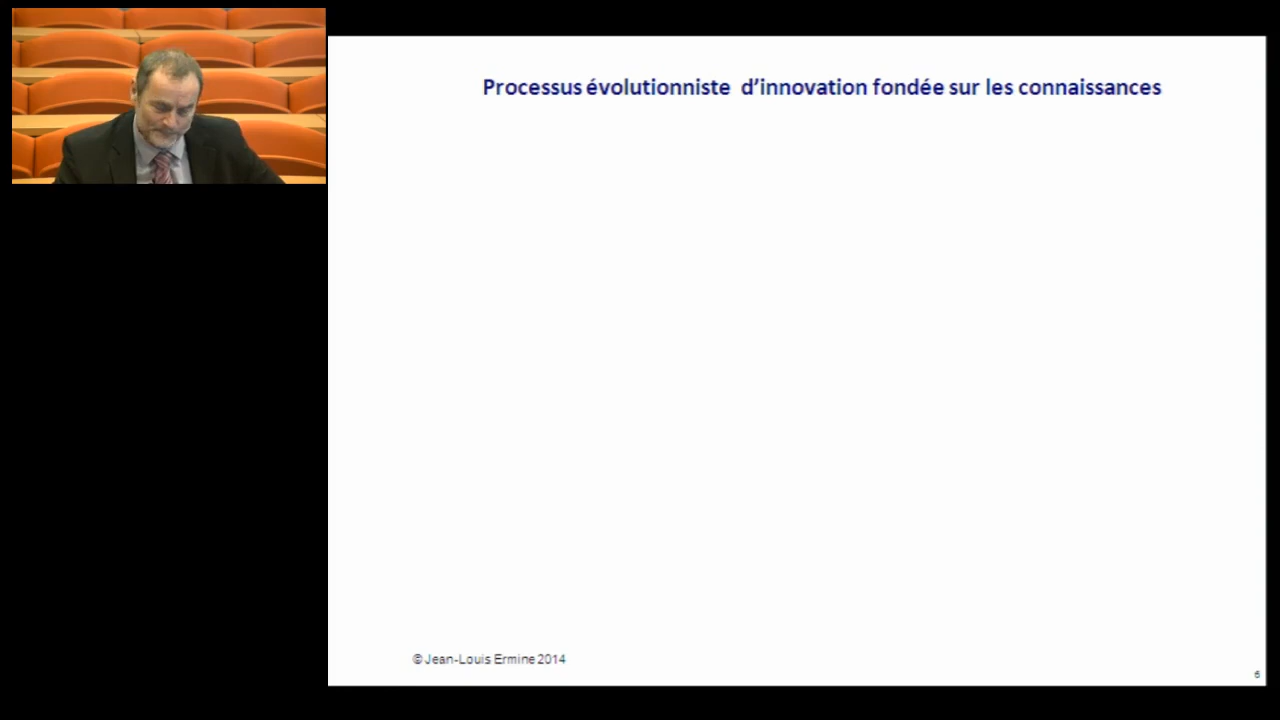 Processus évolutionniste d’innovation fondée sur les connaissances
© Jean-Louis Ermine 2014
6